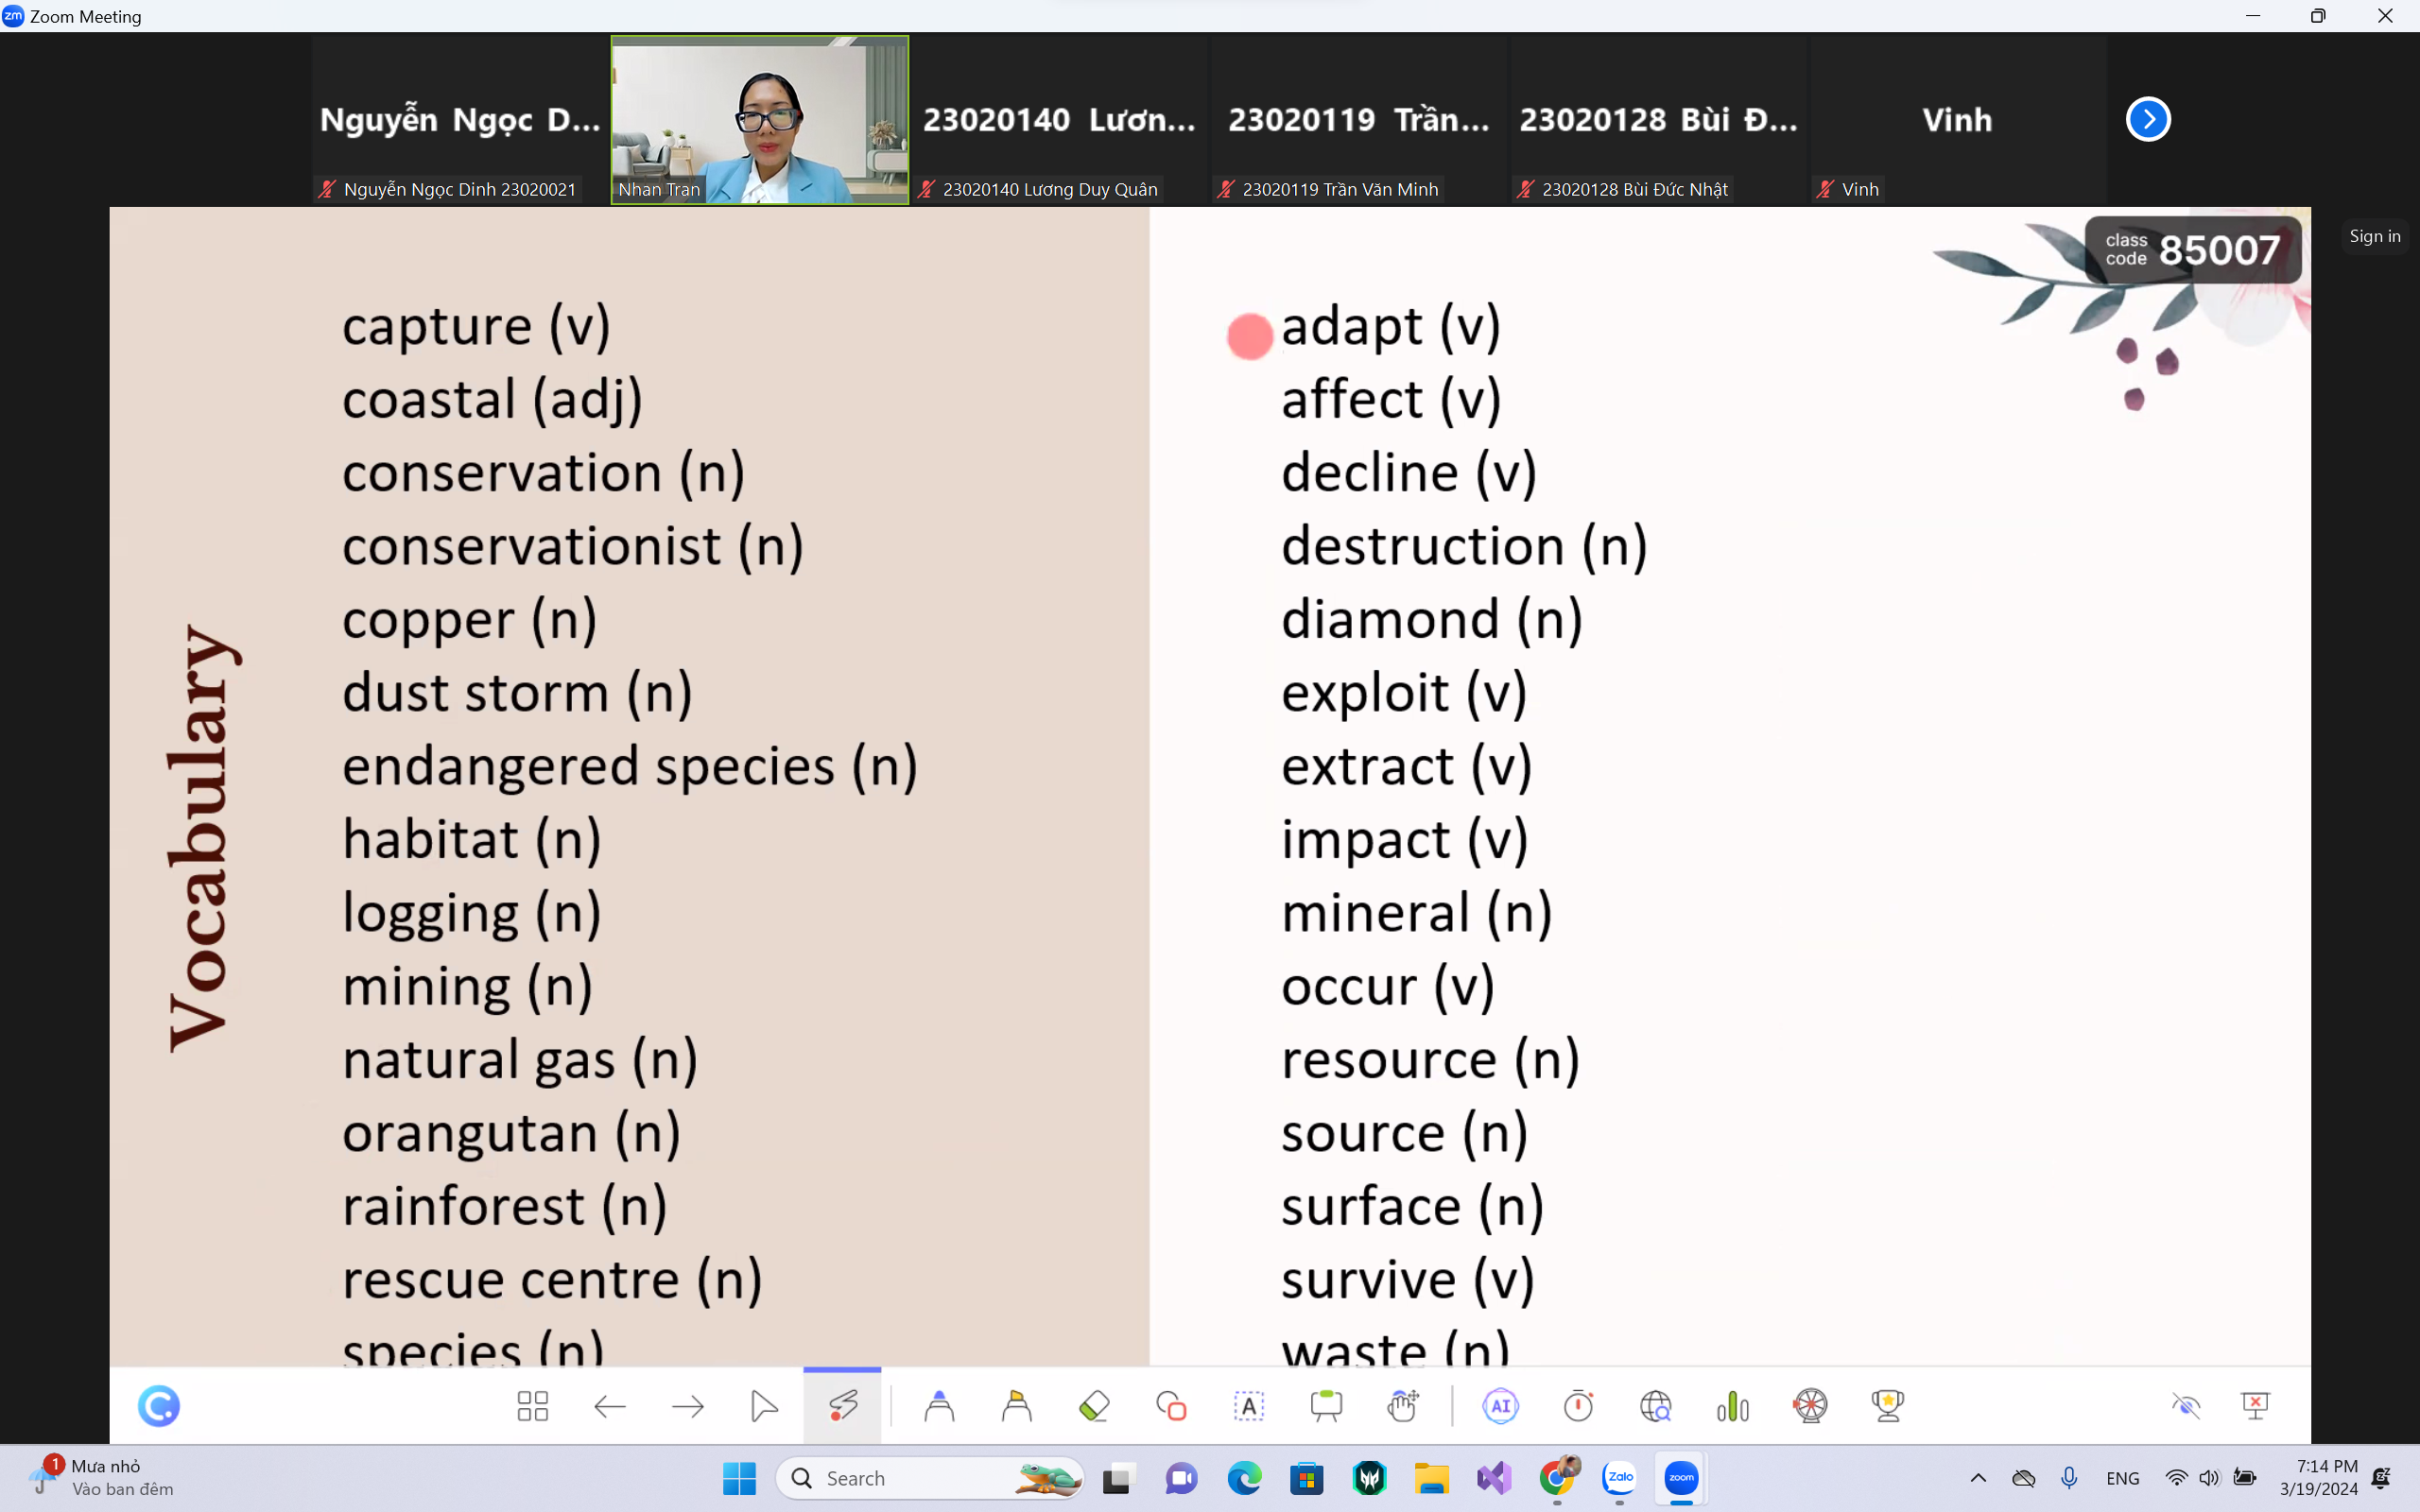 Zoom Meeting
Nguyễn Ngọc D...
23020140 Lươn...
23020119 Trần...
23020128 Bùi Đ...
Vinh
Nguyễn Ngọc Dinh 23020021
Nhan Tran
23020140 Lương Duy Quân
23020119 Trần Văn Minh
23020128 Bùi Đức Nhật
Vinh
Sign in
class code 85007
Vocabulary
capture (v)
coastal (adj)
conservation (n)
conservationist (n)
copper (n)
dust storm (n)
endangered species (n)
habitat (n)
logging (n)
mining (n)
natural gas (n)
orangutan (n)
rainforest (n)
rescue centre (n)
species (n)
adapt (v)
affect (v)
decline (v)
destruction (n)
diamond (n)
exploit (v)
extract (v)
impact (v)
mineral (n)
occur (v)
resource (n)
source (n)
surface (n)
survive (v)
waste (n)
A
AI
1
Mưa nhỏ
Vào ban đêm
Search
Zalo
zoom
ENG
7:14 PM
3/19/2024